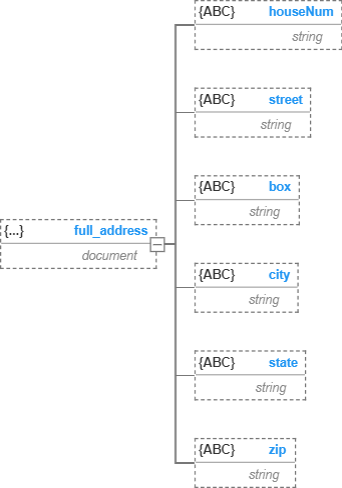 {ABC} houseNum
string
{ABC} street
string
{ABC} box
string
{...} full_address
document
{ABC} city
string
{ABC} state
string
{ABC} zip
string